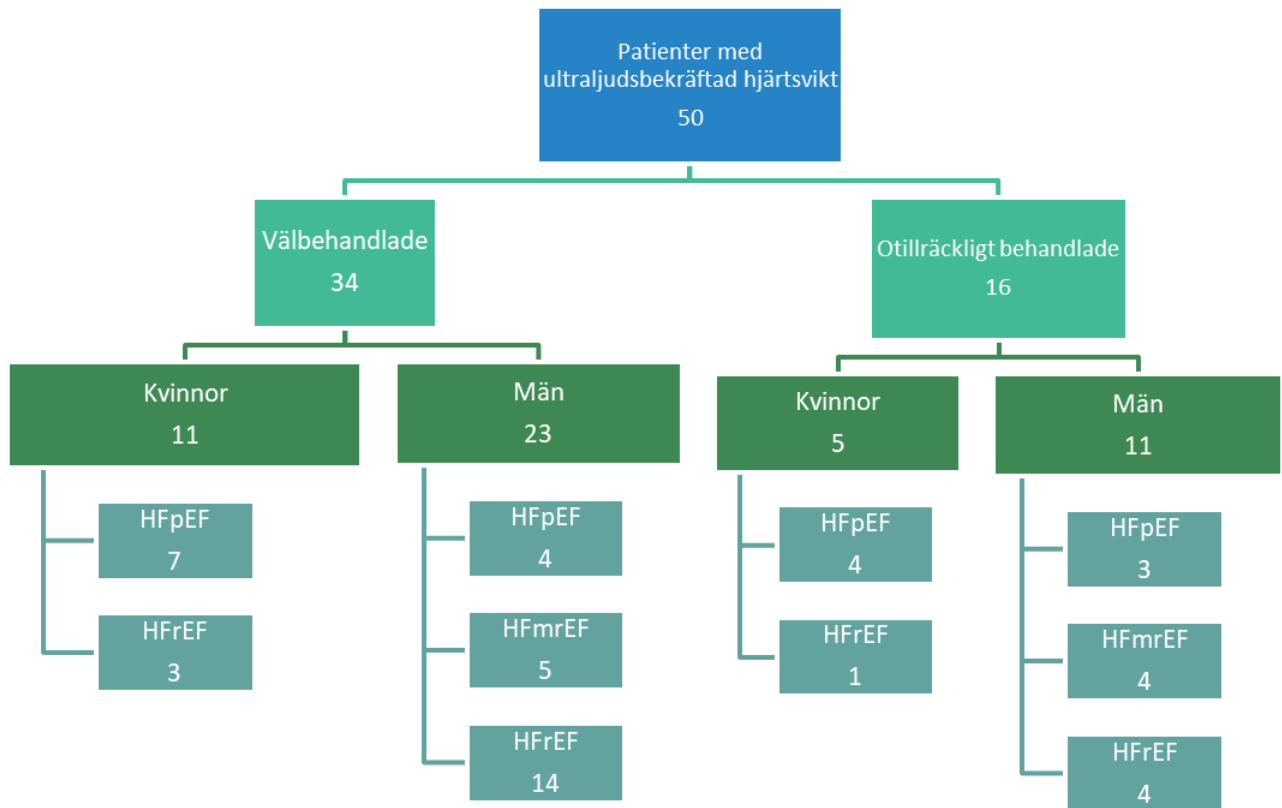 Patienter med
ultraljudsbekräftad hjärtsvikt
50
Välbehandlade
34
Otillräckligt behandlade
16
Kvinnor
11
Män
23
Kvinnor
5
Män
11
HFpEF
7
HFrEF
3
HFpEF
4
HFmrEF
5
HFrEF
14
HFpEF
4
HFrEF
1
HFpEF
3
HFmrEF
4
HFrEF
4